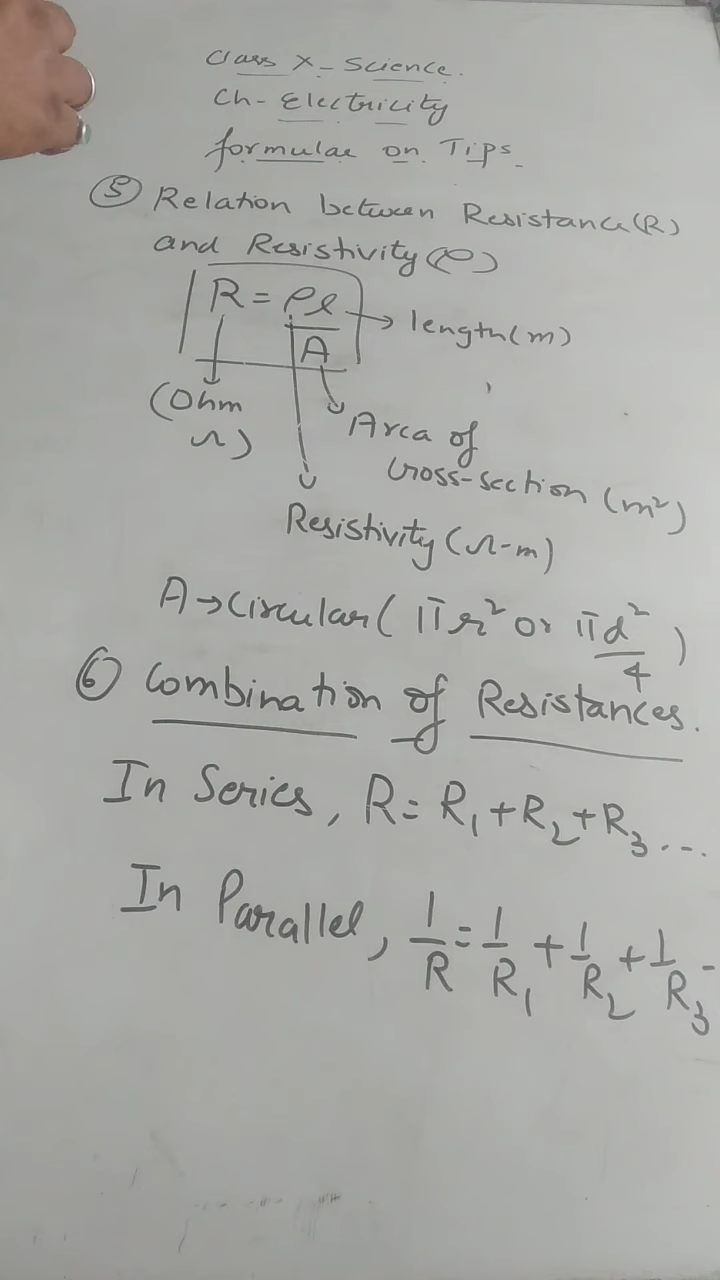 Class X - Science.
Ch - Electricity
formulae on Tips
⑤ Relation between Resistance (R)
and Resistivity (ρ)
R = ρl/A → length (m)
(Ohm
Ω)
Area of
cross-section (m²)
Resistivity (Ω-m)
A → Circular ( πr² or πd²/4 )
⑥ Combination of Resistances.
In Series, R = R₁ + R₂ + R₃ ...
In Parallel, 1/R = 1/R₁ + 1/R₂ + 1/R₃ -